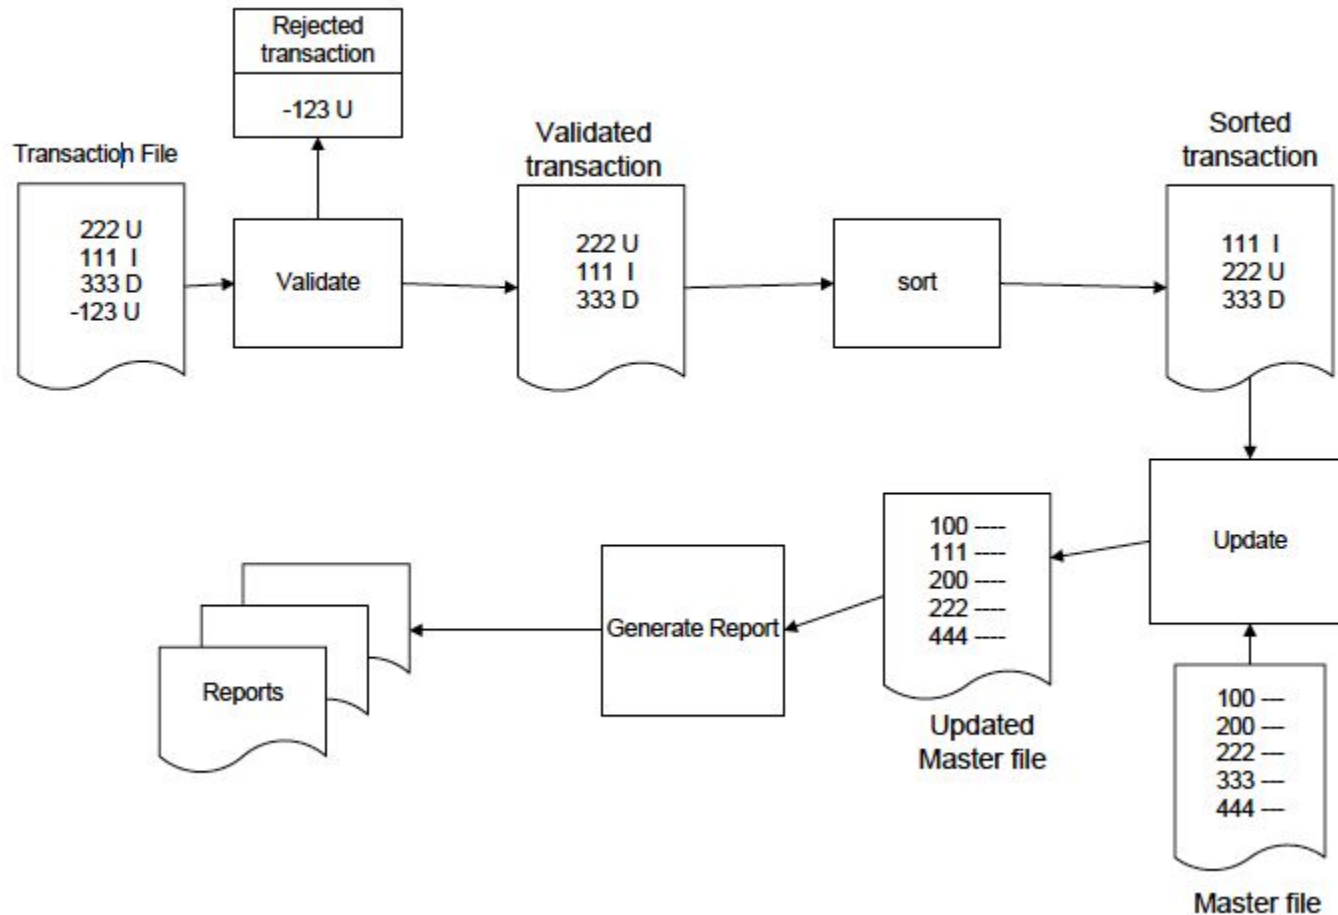 Rejected
transaction
-123 U
Transaction File
222 U
111 I
333 D
-123 U
Validate
Validated
transaction
222 U
111 I
333 D
sort
Sorted
transaction
111 I
222 U
333 D
Update
100 ---
200 ---
222 ---
333 ---
444 ---
Master file
100 ----
111 ----
200 ----
222 ----
444 ----
Updated
Master file
Generate Report
Reports